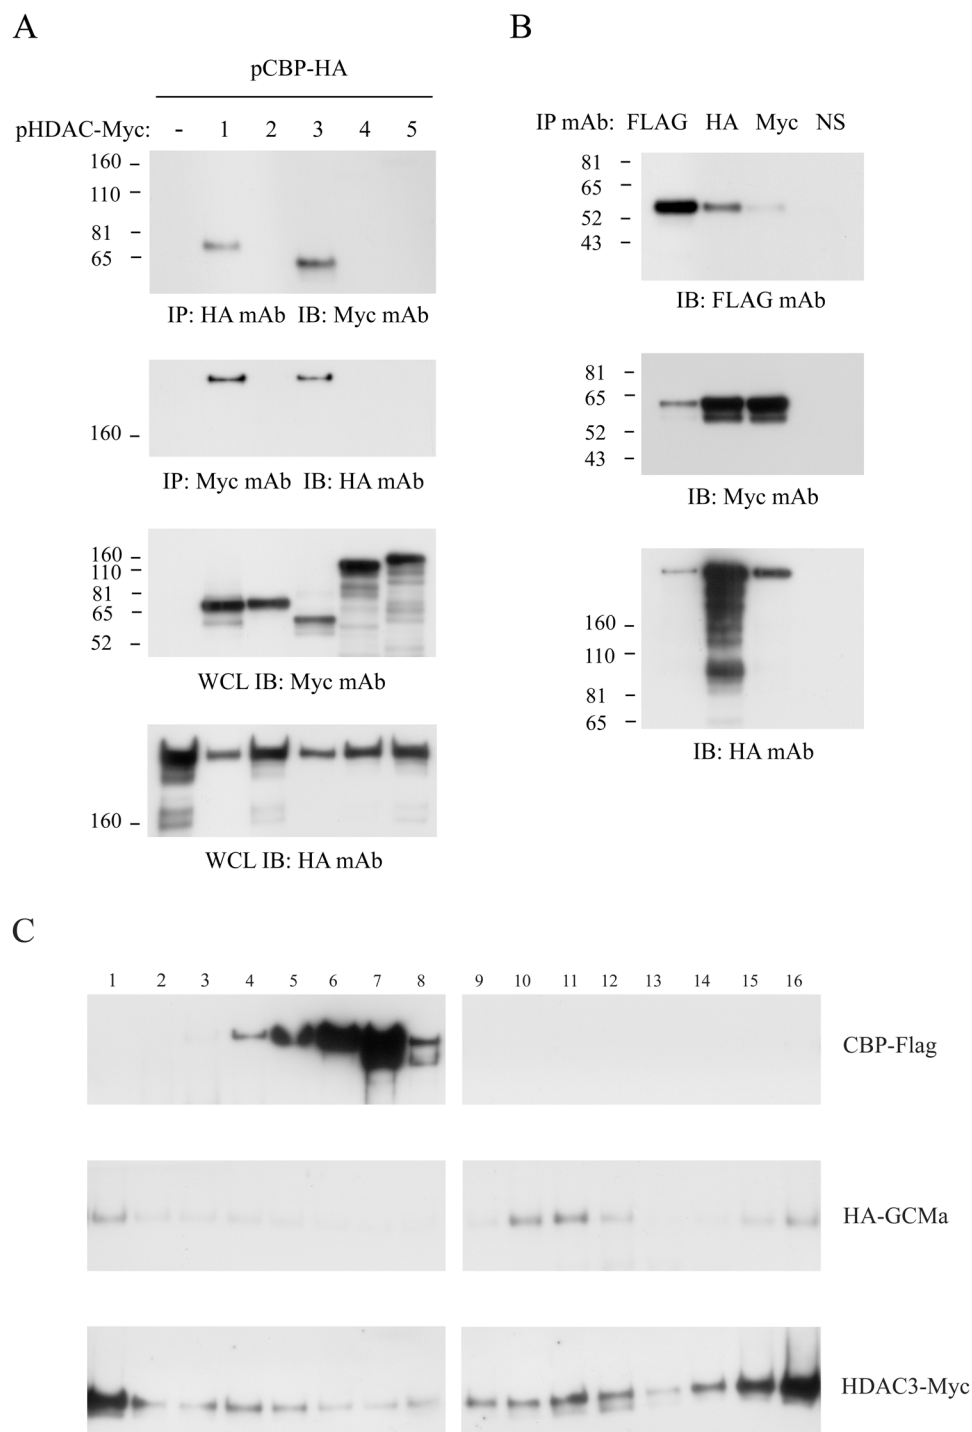 A
pCBP-HA
pHDAC-Myc: - 1 2 3 4 5
160
110
81
65
IP: HA mAb IB: Myc mAb
160
IP: Myc mAb IB: HA mAb
160
110
81
65
52
WCL IB: Myc mAb
160
WCL IB: HA mAb
B
IP mAb: FLAG HA Myc NS
81
65
52
43
IB: FLAG mAb
81
65
52
43
IB: Myc mAb
160
110
81
65
IB: HA mAb
C
1 2 3 4 5 6 7 8 9 10 11 12 13 14 15 16
CBP-Flag
HA-GCMa
HDAC3-Myc